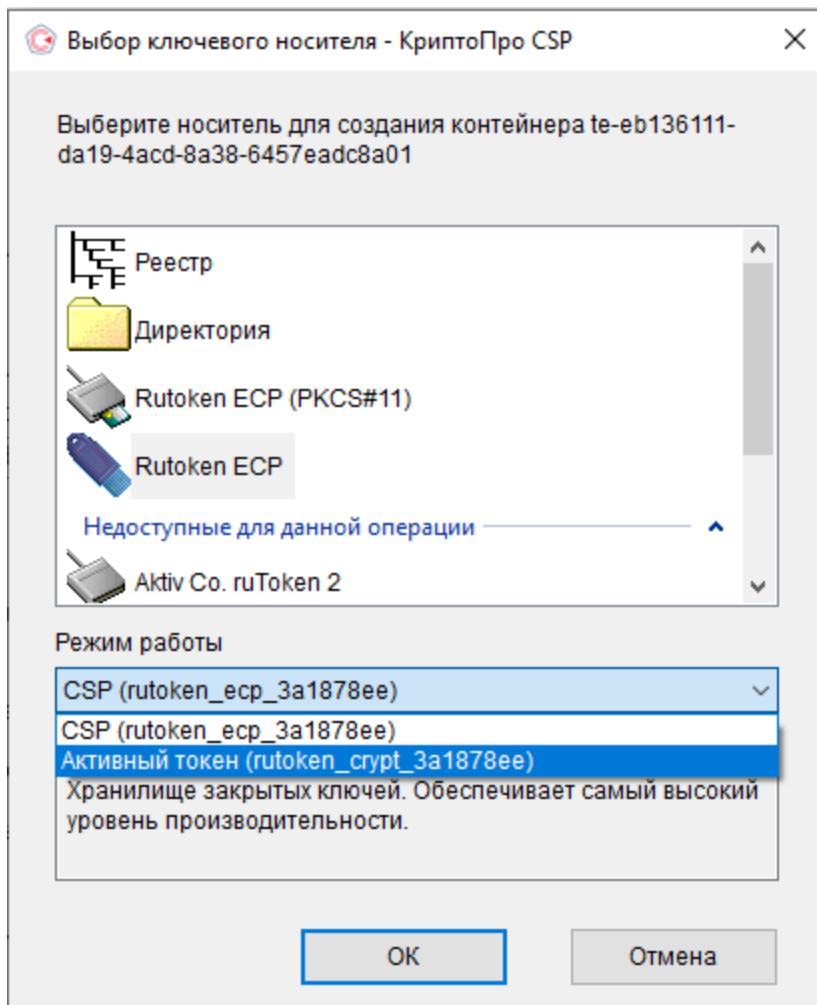 Выбор ключевого носителя - КриптоПро CSP
Выберите носитель для создания контейнера te-eb136111-
da19-4acd-8a38-6457eadc8a01
Реестр
Директория
Rutoken ECP (PKCS#11)
Rutoken ECP
Недоступные для данной операции
Aktiv Co. ruToken 2
Режим работы
CSP (rutoken_ecp_3a1878ee)
CSP (rutoken_ecp_3a1878ee)
Активный токен (rutoken_crypt_3a1878ee)
Хранилище закрытых ключей. Обеспечивает самый высокий
уровень производительности.
ОК
Отмена